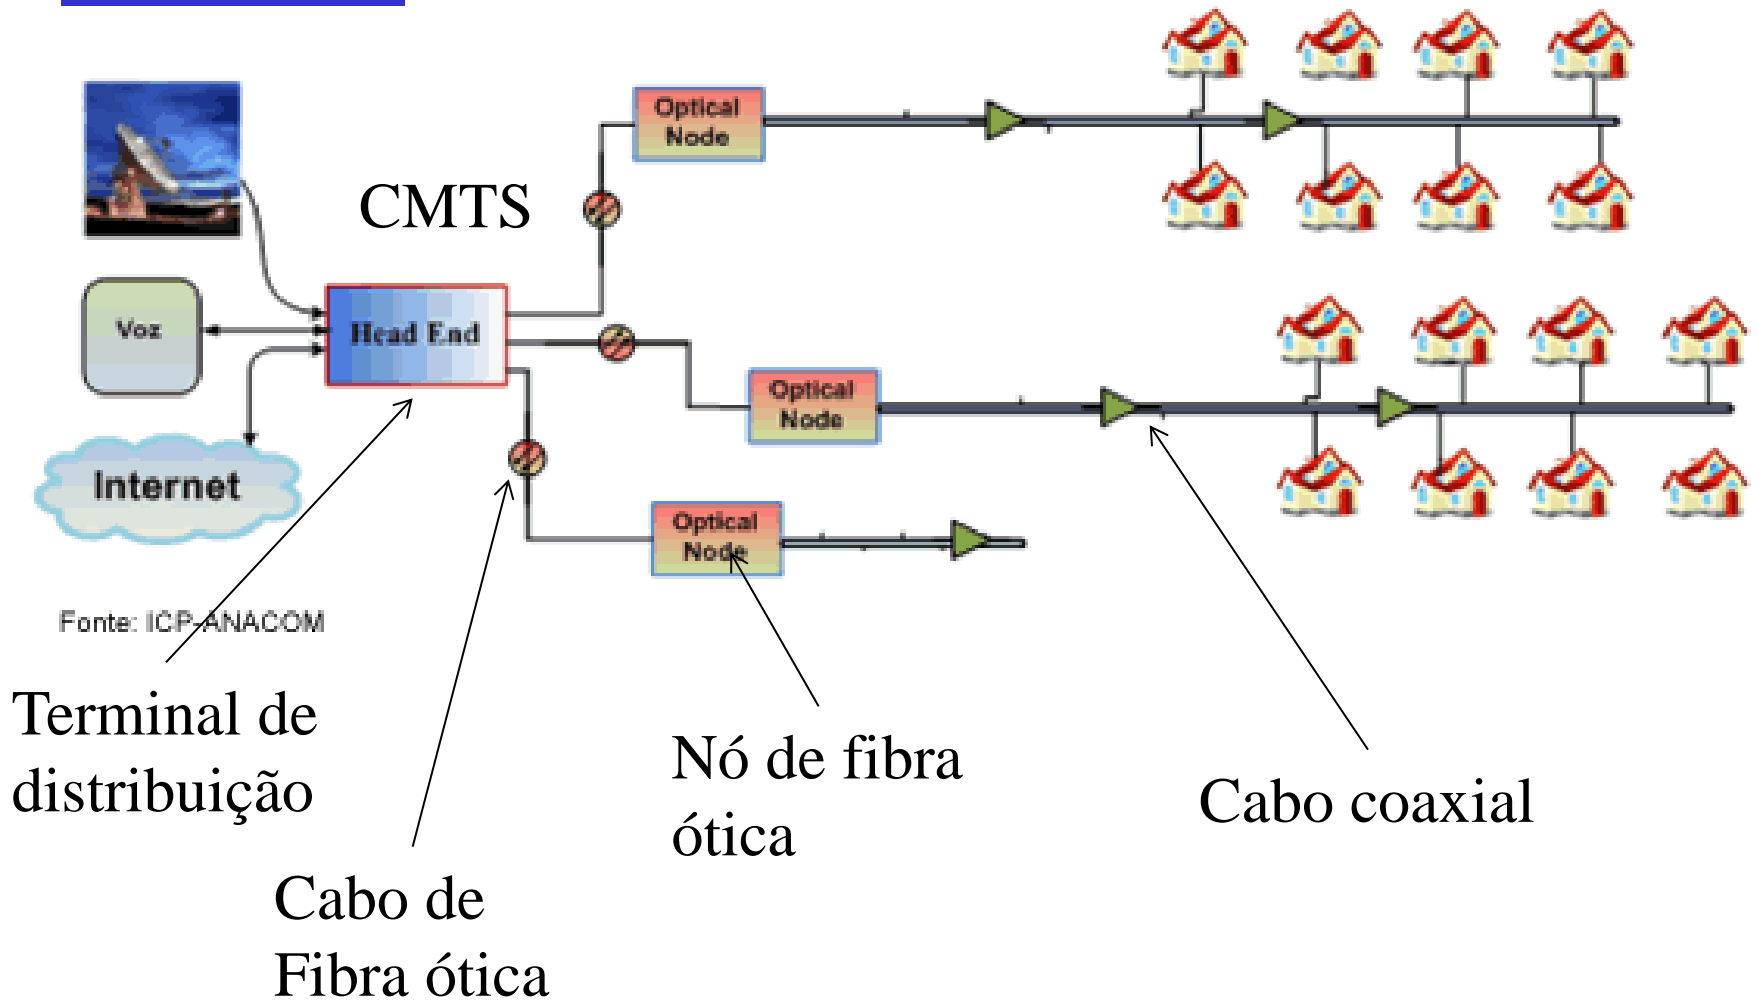 Optical
Node
CMTS
Voz
Head End
Optical
Node
Internet
Optical
Node
Fonte: ICP-ANACOM
Terminal de
distribuição
Nó de fibra
ótica
Cabo coaxial
Cabo de
Fibra ótica